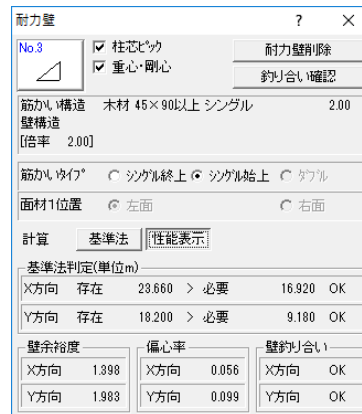 耐力壁 ? ×
No.3
柱芯ﾋﾟｯｸ 耐力壁削除
重心・剛心 釣り合い確認
筋かい構造 木材 45×90以上 シングル 2.00
壁構造
[倍率 2.00]
筋かいﾀｲﾌﾟ ｼﾝｸﾞﾙ終上 ｼﾝｸﾞﾙ始上 ﾀﾞﾌﾞﾙ
面材1位置 左面 右面
計算 基準法 性能表示
基準法判定(単位m)
X方向 存在 23.660 > 必要 16.920 OK
Y方向 存在 18.200 > 必要 9.180 OK
壁余裕度 偏心率 壁釣り合い
X方向 1.398 X方向 0.056 X方向 OK
Y方向 1.983 Y方向 0.099 Y方向 OK